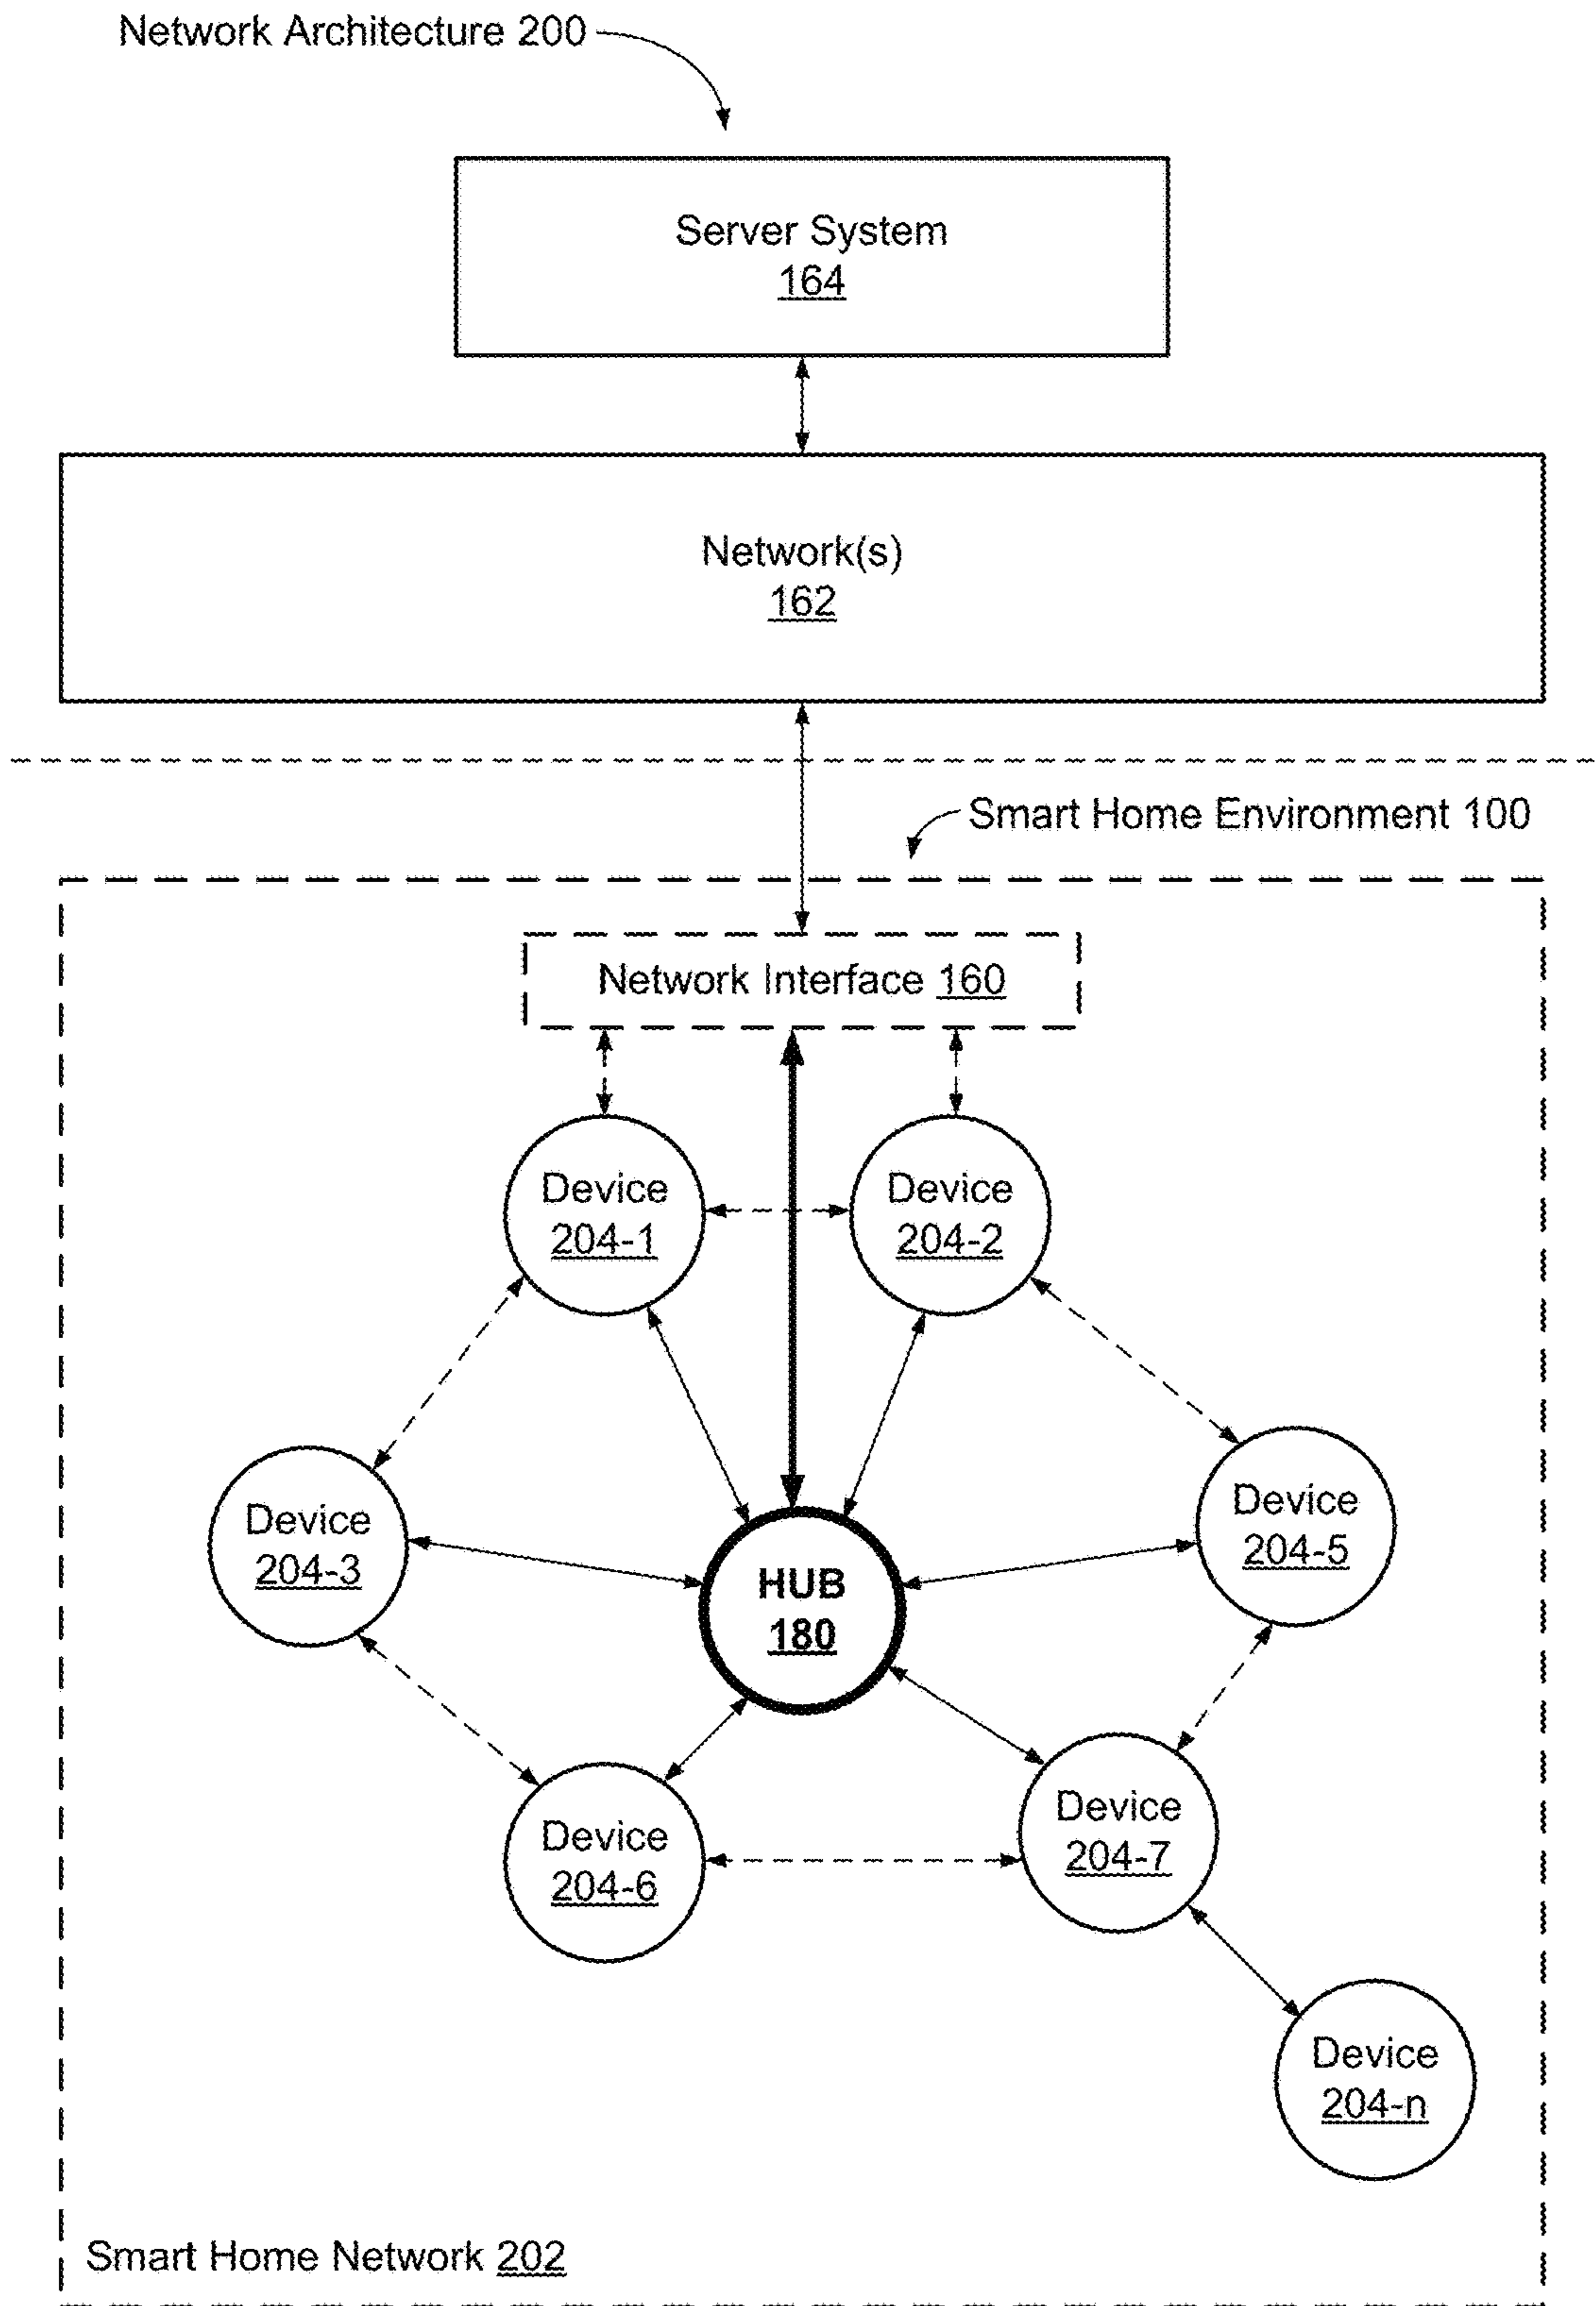 Network Architecture 200
Server System
164
Network(s)
162
Smart Home Environment 100
Network Interface 160
Device
204-1
Device
204-2
Device
204-3
Device
204-5
HUB
180
Device
204-6
Device
204-7
Device
204-n
Smart Home Network 202